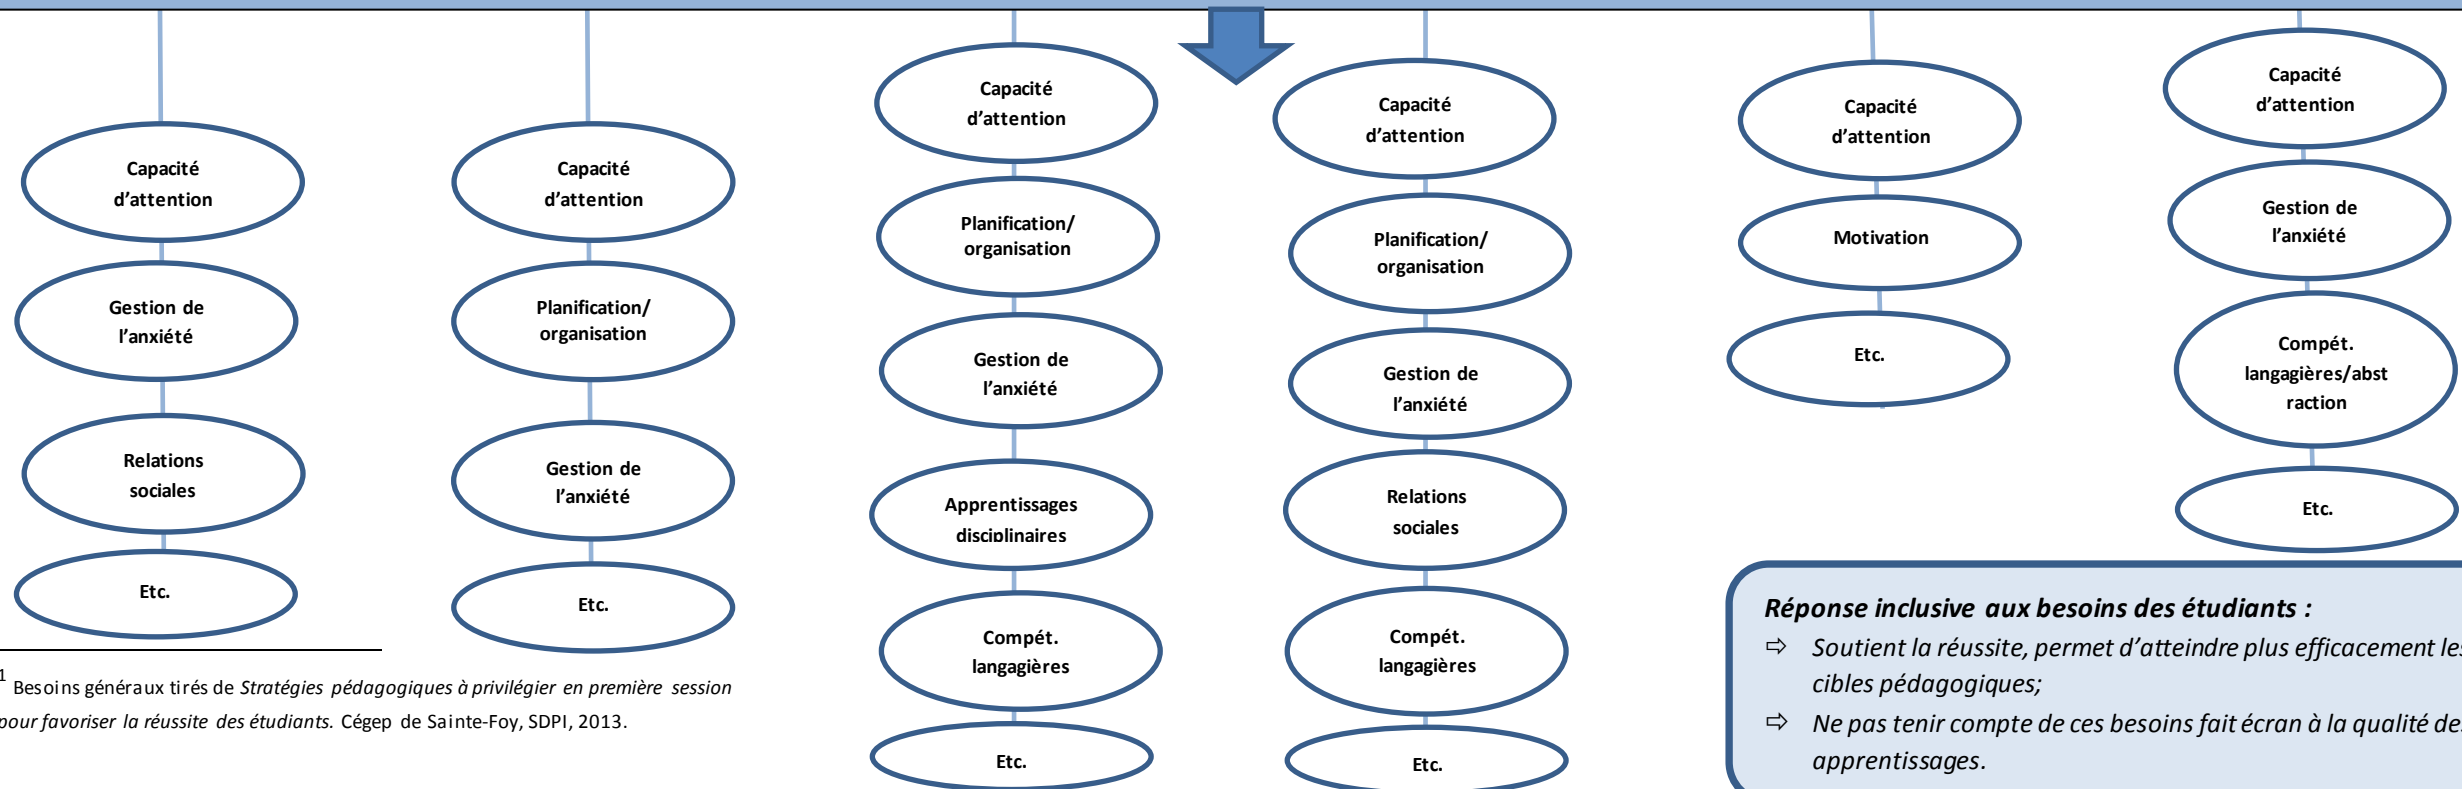 Capacité
d'attention
Gestion de
l'anxiété
Relations
sociales
Etc.
Capacité
d'attention
Planification/
organisation
Gestion de
l'anxiété
Etc.
Capacité
d'attention
Planification/
organisation
Gestion de
l'anxiété
Apprentissages
disciplinaires
Compét.
langagières
Etc.
Capacité
d'attention
Planification/
organisation
Gestion de
l'anxiété
Relations
sociales
Compét.
langagières
Etc.
Capacité
d'attention
Motivation
Etc.
Capacité
d'attention
Gestion de
l'anxiété
Compét.
langagières/abst
raction
Etc.
1 Besoins généraux tirés de Stratégies pédagogiques à privilégier en première session
pour favoriser la réussite des étudiants. Cégep de Sainte-Foy, SDPI, 2013.
Réponse inclusive aux besoins des étudiants :
⇨ Soutient la réussite, permet d'atteindre plus efficacement les
cibles pédagogiques;
⇨ Ne pas tenir compte de ces besoins fait écran à la qualité des
apprentissages.